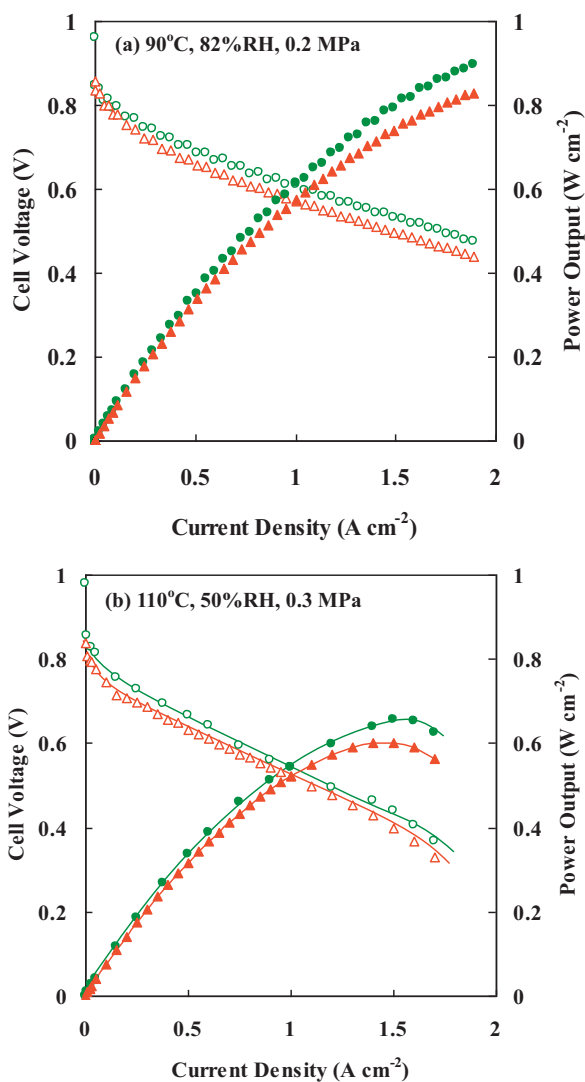 (a) 90°C, 82%RH, 0.2 MPa
1
0.8
0.6
0.4
0.2
0
Cell Voltage (V)
1
0.8
0.6
0.4
0.2
0
Power Output (W cm⁻²)
0 0.5 1 1.5 2
Current Density (A cm⁻²)
(b) 110°C, 50%RH, 0.3 MPa
1
0.8
0.6
0.4
0.2
0
Cell Voltage (V)
1
0.8
0.6
0.4
0.2
0
Power Output (W cm⁻²)
0 0.5 1 1.5 2
Current Density (A cm⁻²)